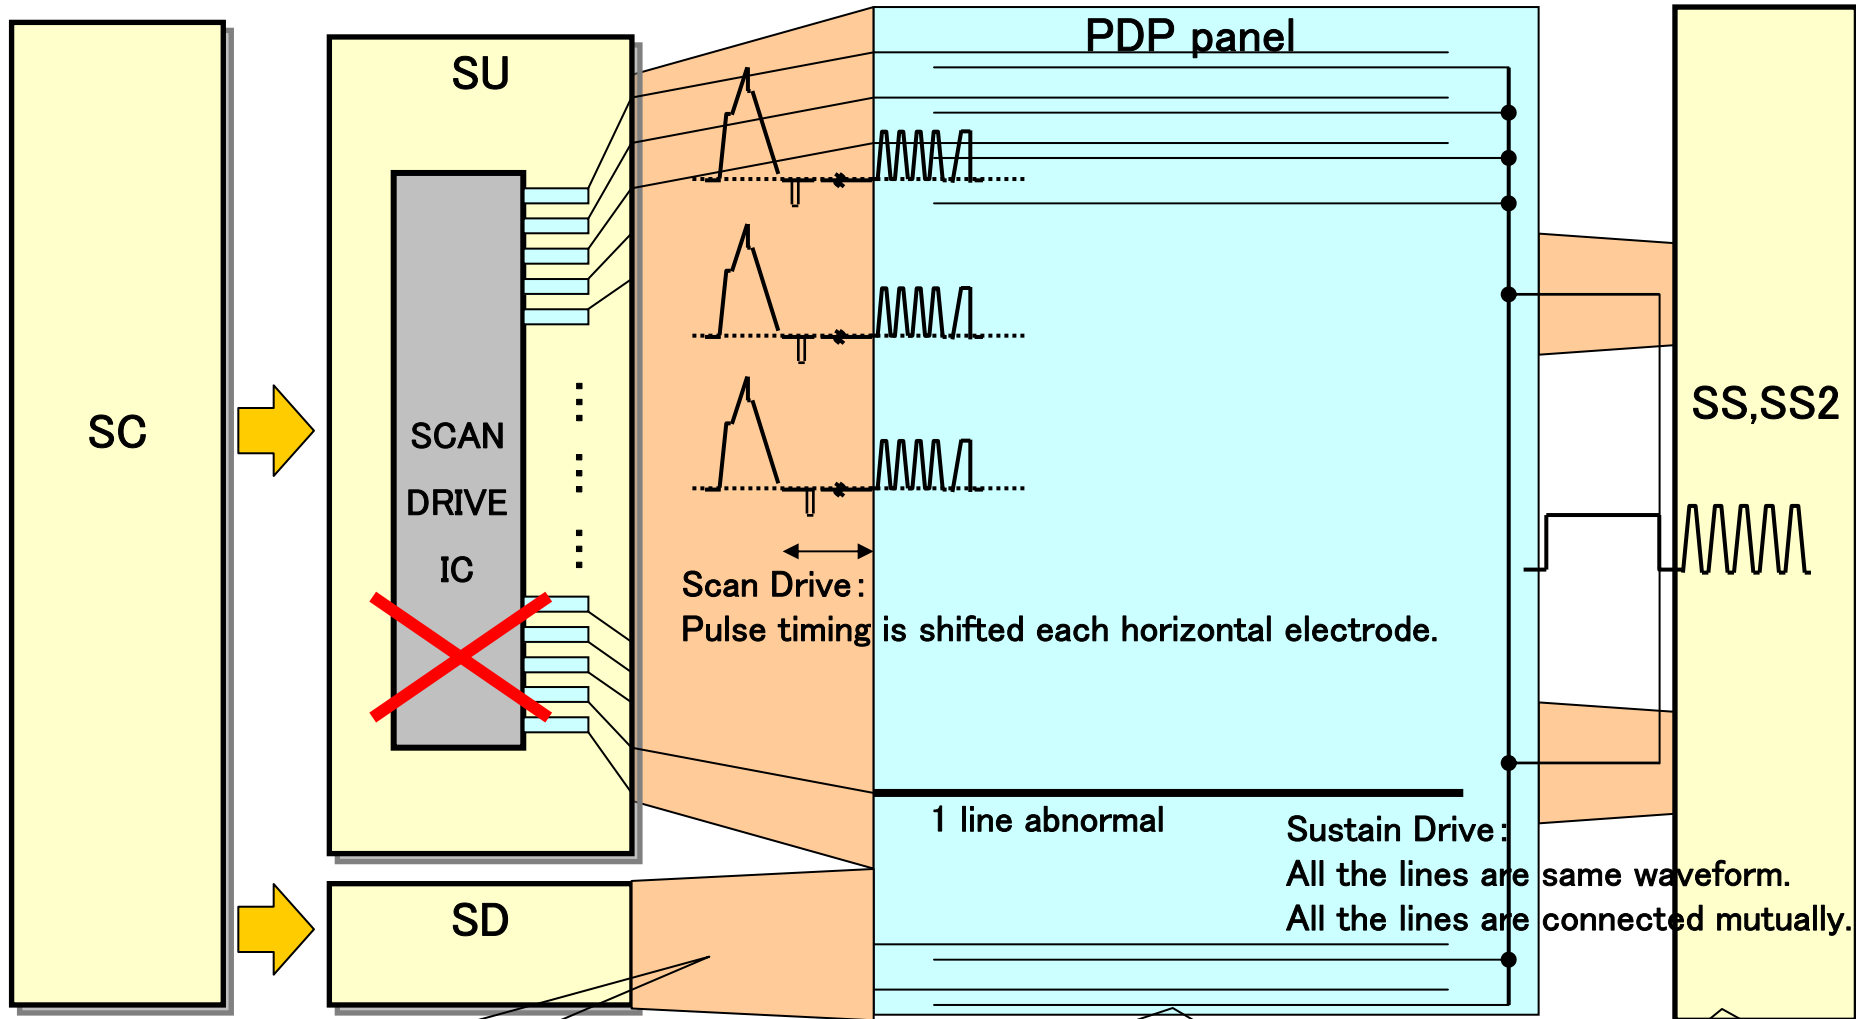 PDP panel
SU
SC
SCAN
DRIVE
IC
SS,SS2
Scan Drive:
Pulse timing is shifted each horizontal electrode.
1 line abnormal
Sustain Drive:
All the lines are same waveform.
All the lines are connected mutually.
SD